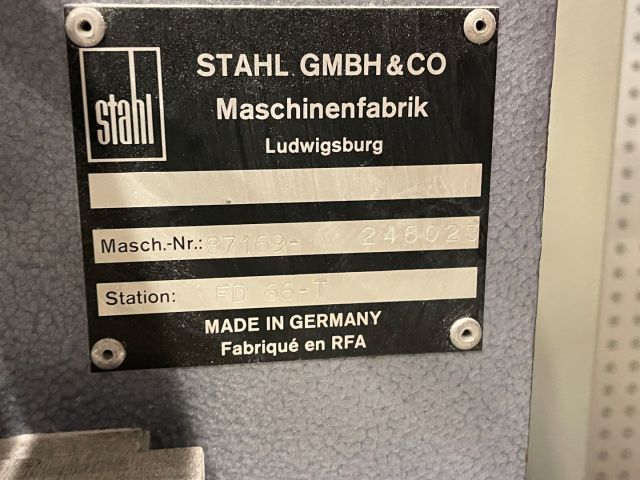 stahl
STAHL GMBH & CO
Maschinenfabrik
Ludwigsburg
Masch.-Nr.: 87169- 246023
Station: FD 66-T
MADE IN GERMANY
Fabriqué en RFA